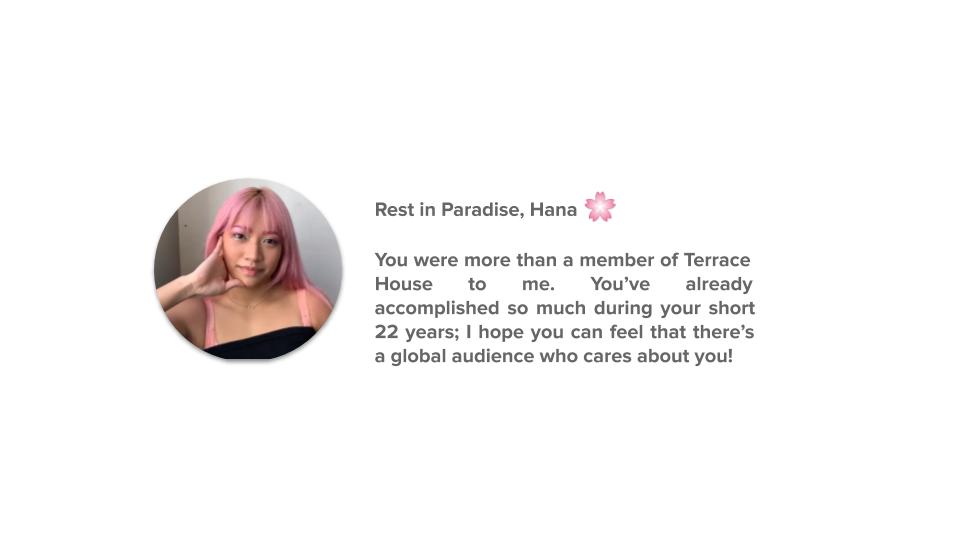 Rest in Paradise, Hana
You were more than a member of Terrace
House to me. You’ve already
accomplished so much during your short
22 years; I hope you can feel that there’s
a global audience who cares about you!